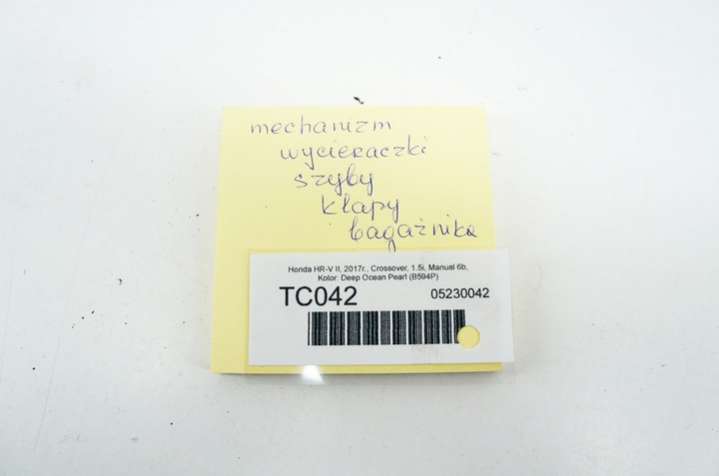 mechanizm
wycieraczki
szyby
klapy
bagażnika
Honda HR-V II, 2017r., Crossover, 1.5i, Manual 6b,
Kolor: Deep Ocean Pearl (B594P)
TC042 05230042